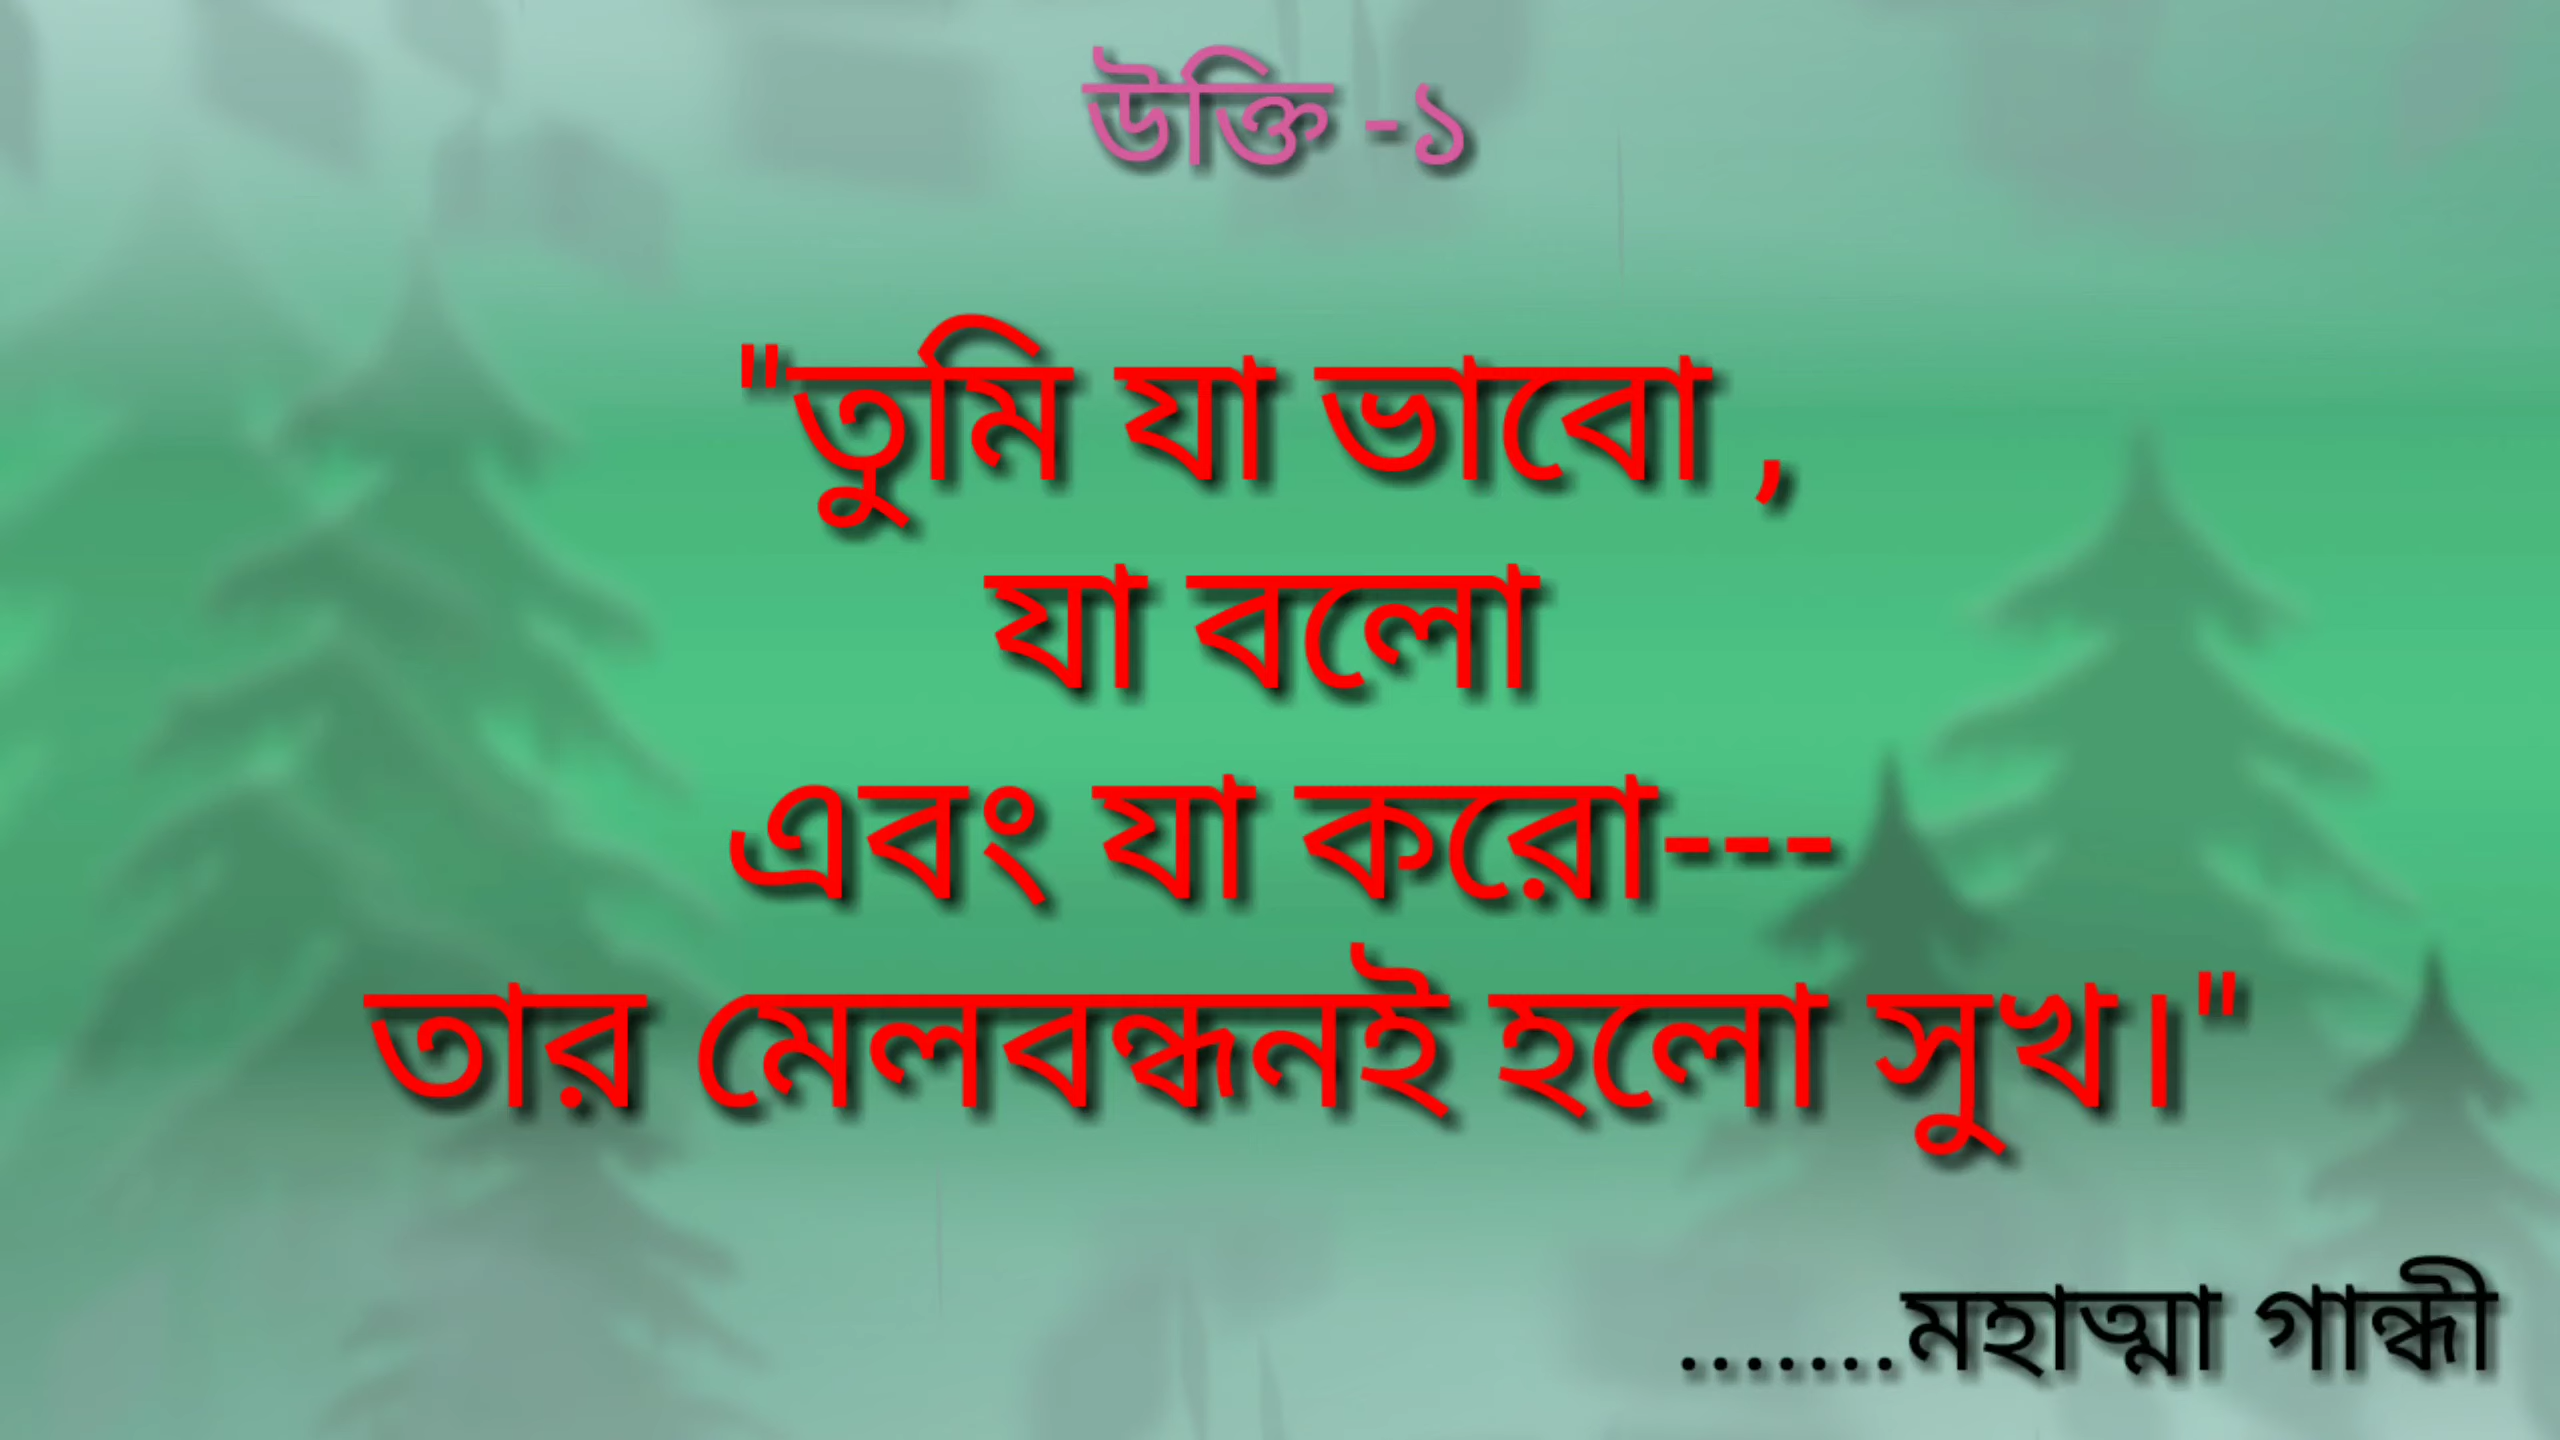 উক্তি -১
"তুমি যা ভাবো ,
যা বলো
এবং যা করো---
তার মেলবন্ধনই হলো সুখ।"
.......মহাত্মা গান্ধী